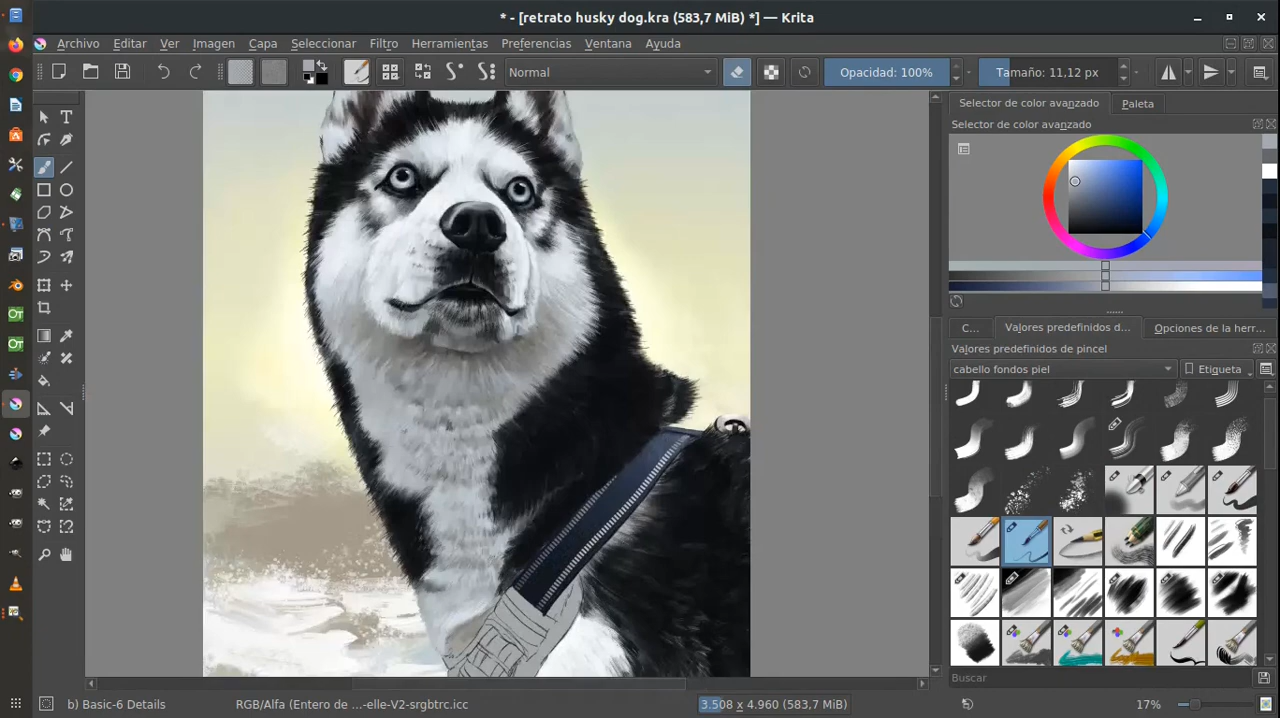 * - [retrato husky dog.kra (583,7 MiB) *] — Krita
Archivo Editar Ver Imagen Capa Seleccionar Filtro Herramientas Preferencias Ventana Ayuda
Normal Opacidad: 100% Tamaño: 11,12 px
Selector de color avanzado Paleta
Selector de color avanzado
C... Valores predefinidos d... Opciones de la herr...
Valores predefinidos de pincel
cabello fondos piel Etiqueta
Buscar
b) Basic-6 Details RGB/Alfa (Entero de ...-elle-V2-srgbtrc.icc 3.508 x 4.960 (583,7 MiB) 17%